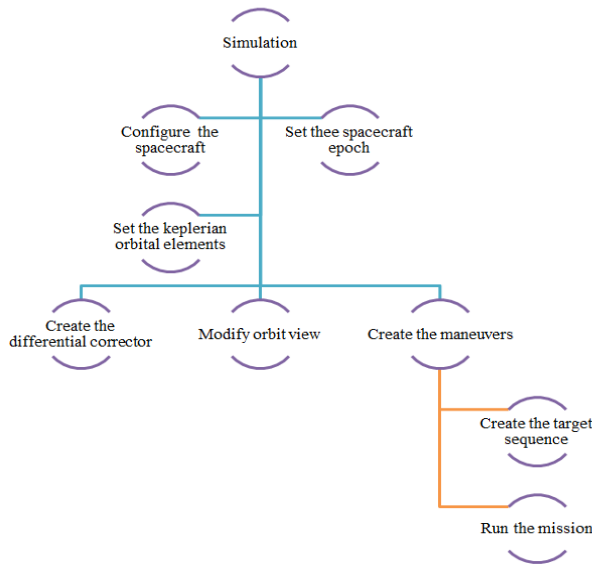 Simulation
Configure the
spacecraft
Set thee spacecraft
epoch
Set the keplerian
orbital elements
Create the
differential corrector
Modify orbit view
Create the maneuvers
Create the target
sequence
Run the mission